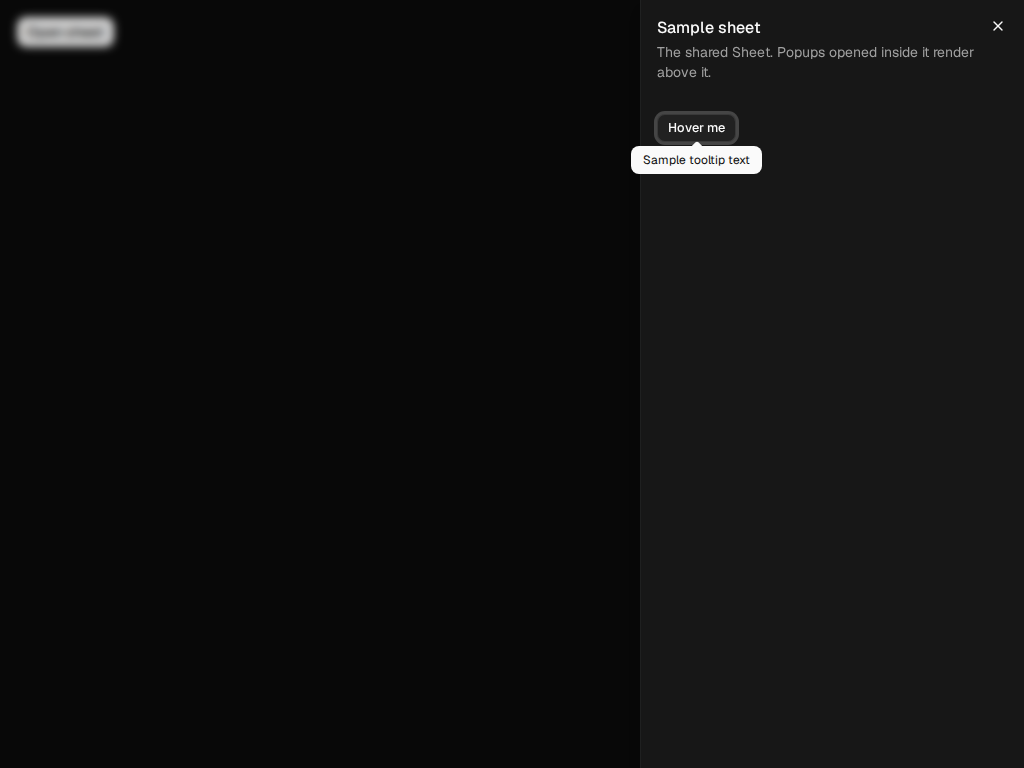 Sample sheet
The shared Sheet. Popups opened inside it render
above it.
Hover me
Sample tooltip text